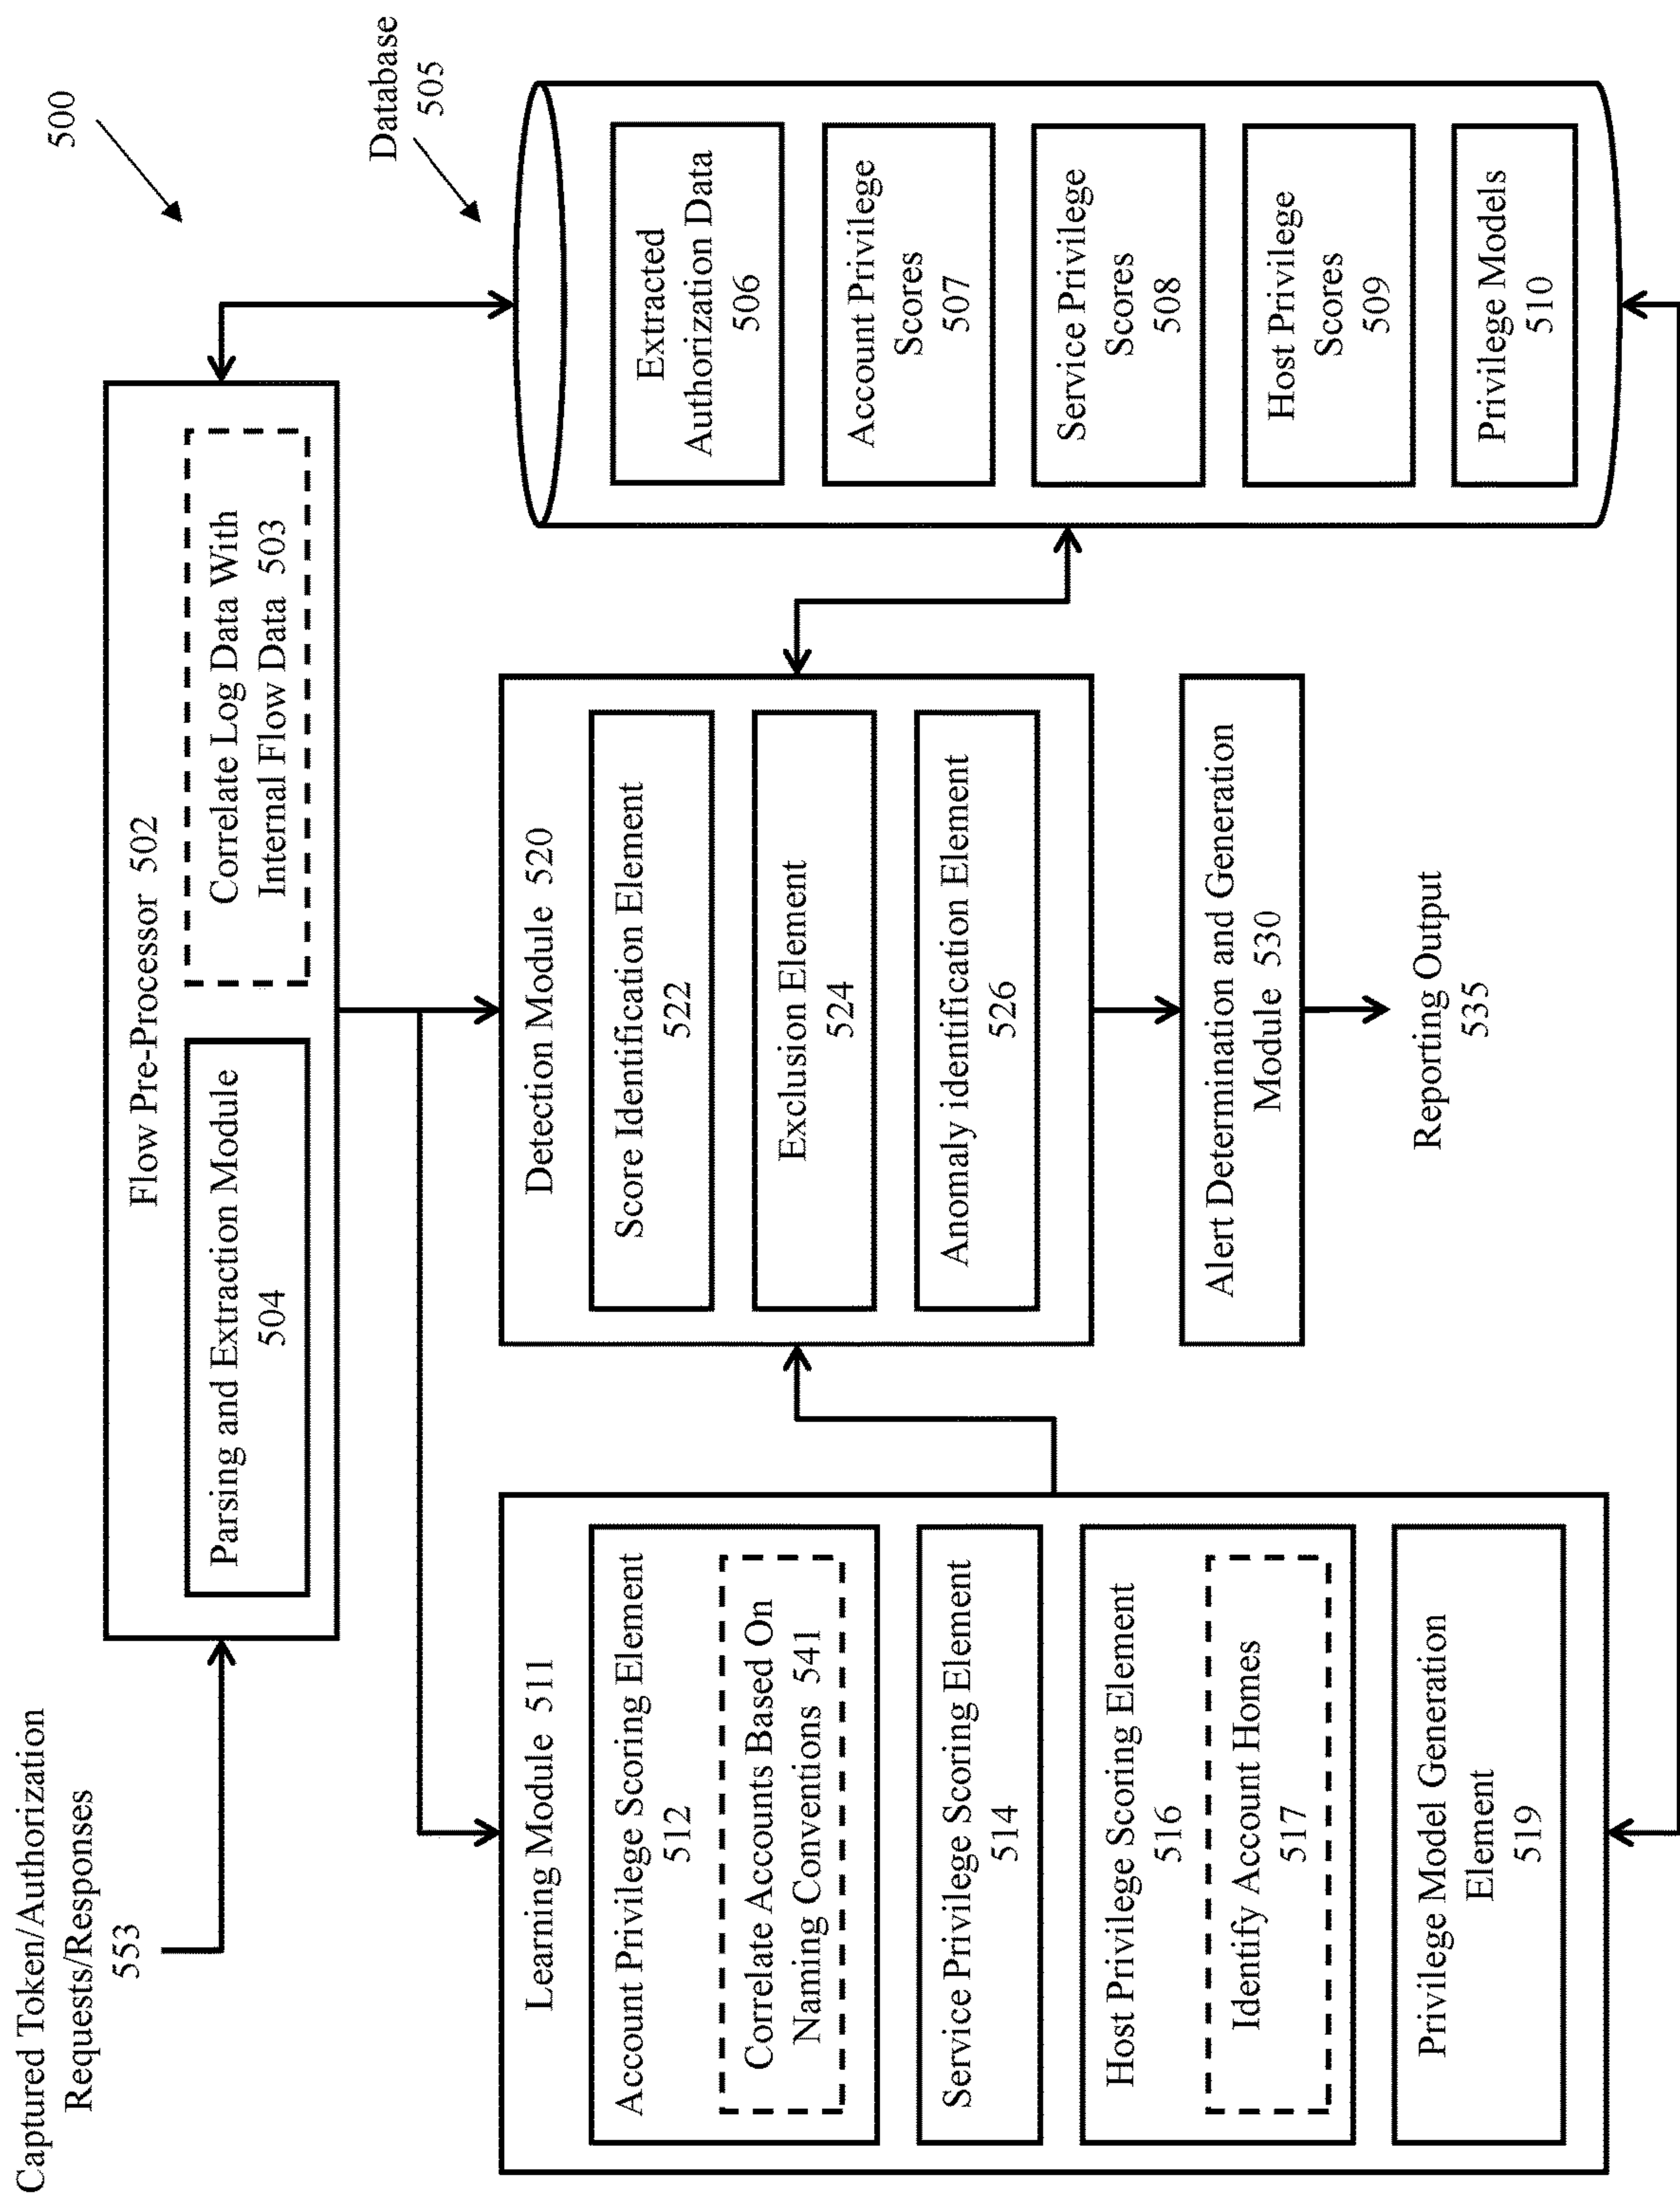 500
Captured Token/Authorization
Requests/Responses
553
Flow Pre-Processor 502
Parsing and Extraction Module
504
Correlate Log Data With
Internal Flow Data 503
Database
505
Learning Module 511
Account Privilege Scoring Element
512
Correlate Accounts Based On
Naming Conventions 541
Service Privilege Scoring Element
514
Host Privilege Scoring Element
516
Identify Account Homes
517
Privilege Model Generation
Element
519
Detection Module 520
Score Identification Element
522
Exclusion Element
524
Anomaly identification Element
526
Alert Determination and Generation
Module 530
Reporting Output
535
Extracted
Authorization Data
506
Account Privilege
Scores
507
Service Privilege
Scores
508
Host Privilege
Scores
509
Privilege Models
510